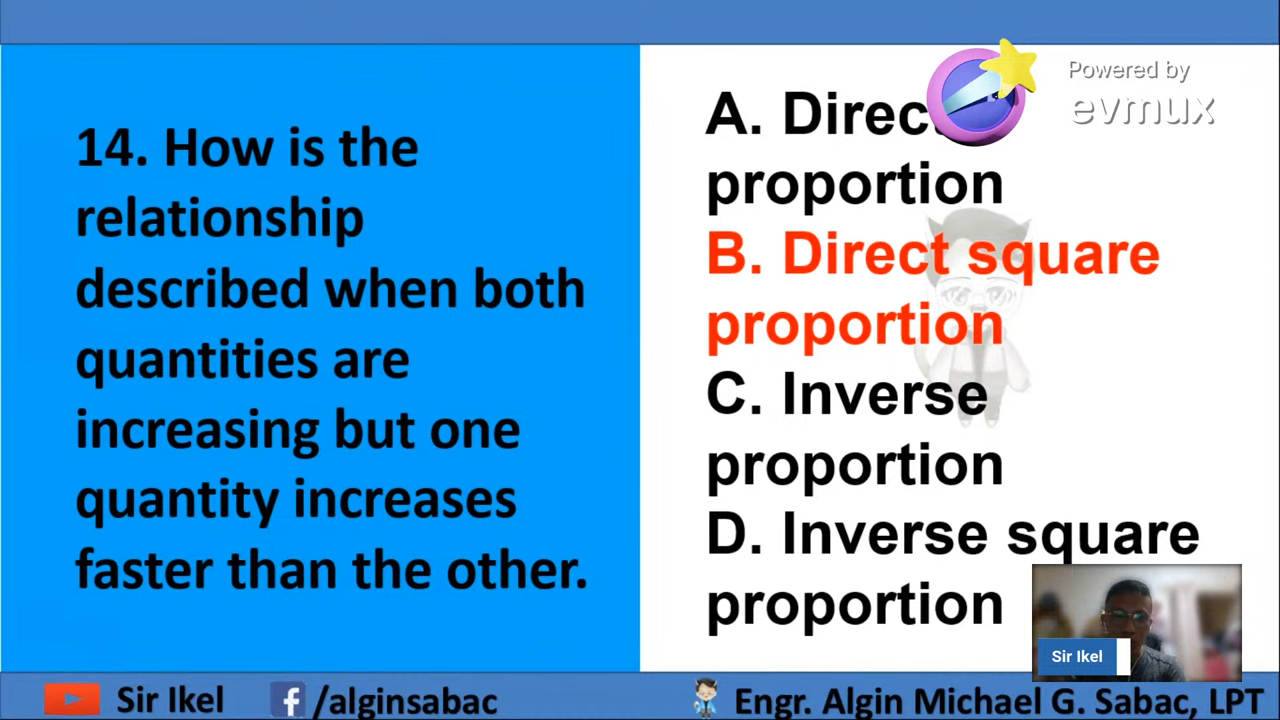 14. How is the
relationship
described when both
quantities are
increasing but one
quantity increases
faster than the other.
A. Direct
proportion
B. Direct square
proportion
C. Inverse
proportion
D. Inverse square
proportion
Powered by
evmux
Sir Ikel
Sir Ikel
/alginsabac
Engr. Algin Michael G. Sabac, LPT